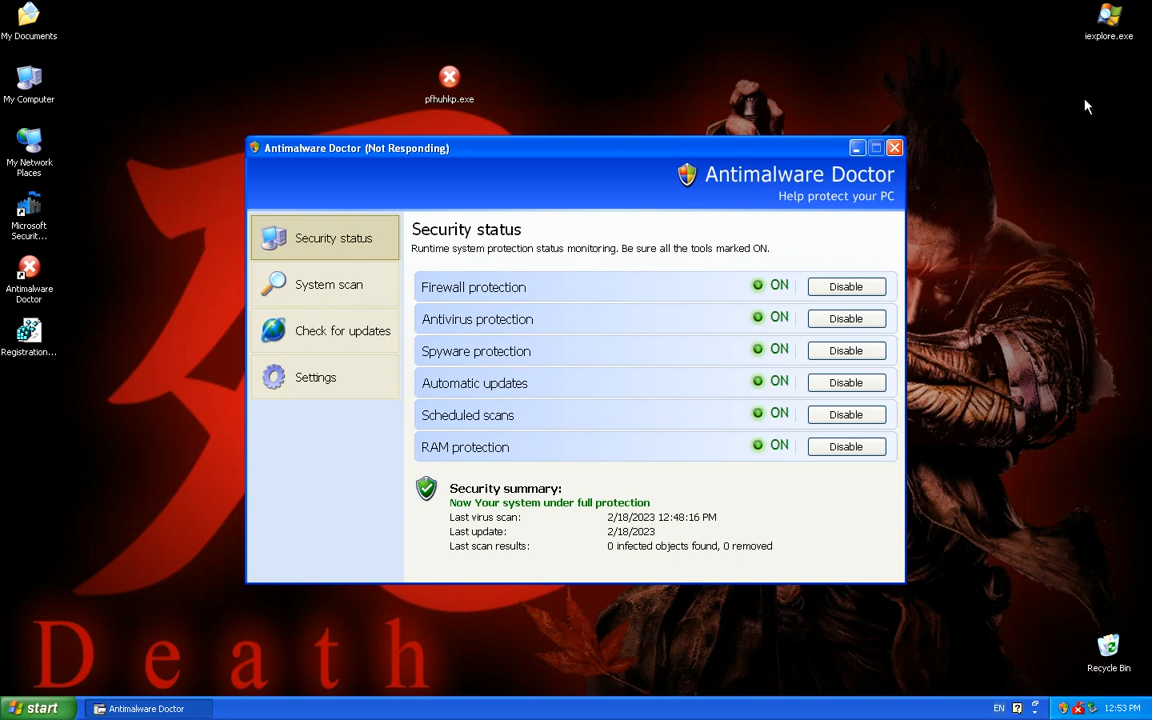 My Documents
iexplore.exe
pfhuhkp.exe
My Computer
My Network
Places
Microsoft
Securit...
Antimalware
Doctor
Registration...
Antimalware Doctor (Not Responding)
Antimalware Doctor
Help protect your PC
Security status
System scan
Check for updates
Settings
Security status
Runtime system protection status monitoring. Be sure all the tools marked ON.
Firewall protection ON Disable
Antivirus protection ON Disable
Spyware protection ON Disable
Automatic updates ON Disable
Scheduled scans ON Disable
RAM protection ON Disable
Security summary:
Now Your system under full protection
Last virus scan: 2/18/2023 12:48:16 PM
Last update: 2/18/2023
Last scan results: 0 infected objects found, 0 removed
Death
Recycle Bin
start
Antimalware Doctor
EN
12:53 PM